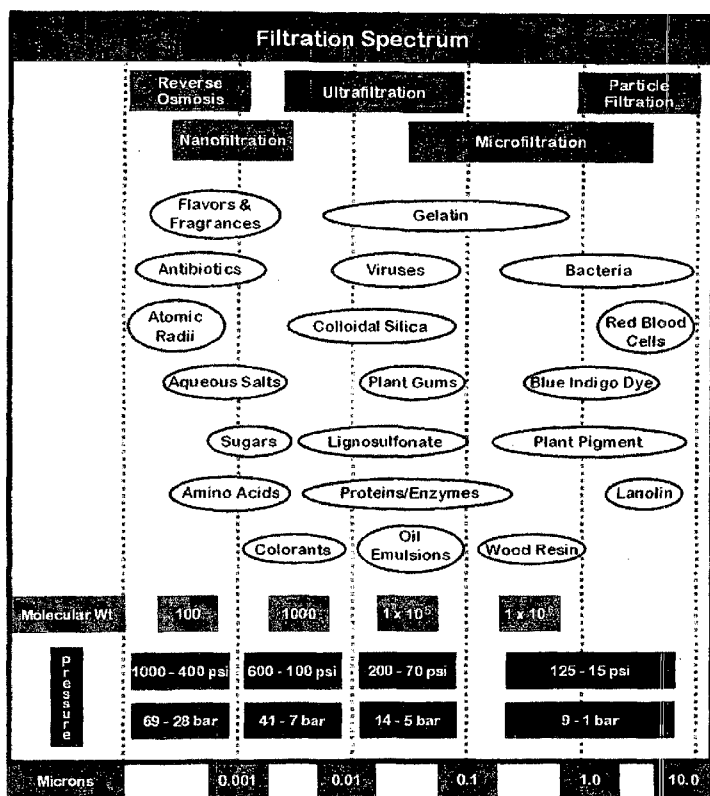 Filtration Spectrum
Reverse
Osmosis
Ultrafiltration
Particle
Filtration
Nanofiltration
Microfiltration
Flavors &
Fragrances
Gelatin
Antibiotics
Viruses
Bacteria
Atomic
Radii
Colloidal Silica
Red Blood
Cells
Aqueous Salts
Plant Gums
Blue Indigo Dye
Sugars
Lignosulfonate
Plant Pigment
Amino Acids
Proteins/Enzymes
Lanolin
Colorants
Oil
Emulsions
Wood Resin
Molecular Wt.
100
1000
1 x 10⁵
1 x 10
Pressure
1000 - 400 psi
600 - 100 psi
200 - 70 psi
125 - 15 psi
69 - 28 bar
41 - 7 bar
14 - 5 bar
9 - 1 bar
Microns
0.001
0.01
0.1
1.0
10.0